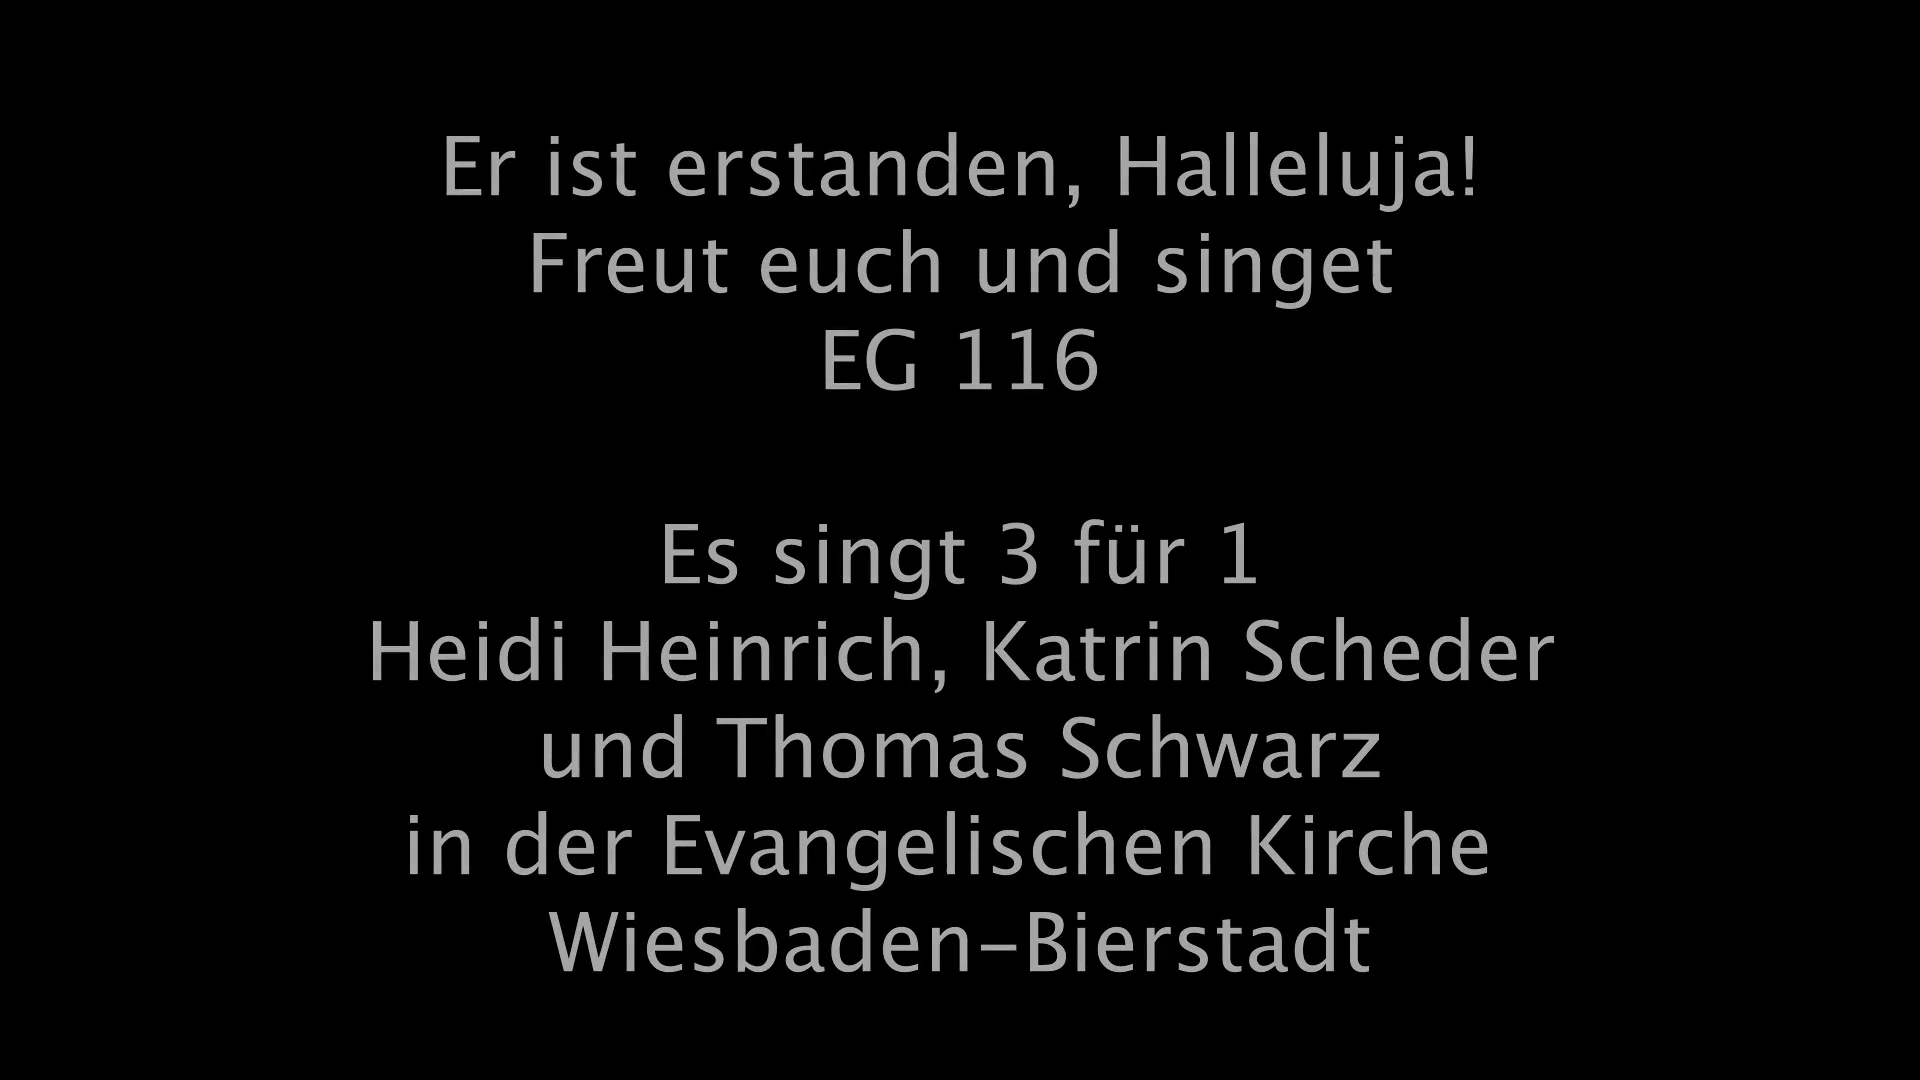 Er ist erstanden, Halleluja!
Freut euch und singet
EG 116
Es singt 3 für 1
Heidi Heinrich, Katrin Scheder
und Thomas Schwarz
in der Evangelischen Kirche
Wiesbaden-Bierstadt